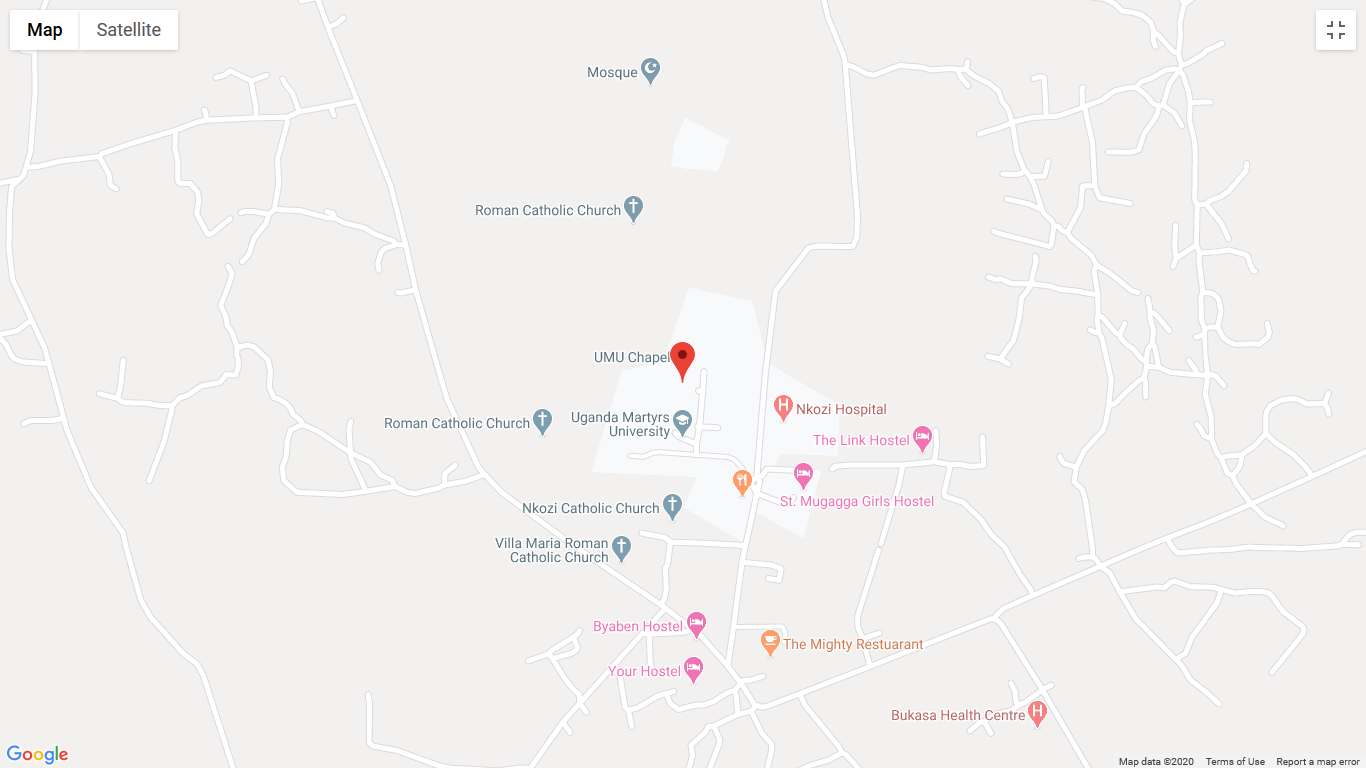 Map
Satellite
Mosque
Roman Catholic Church
UMU Chapel
Roman Catholic Church
Uganda Martyrs
University
Nkozi Hospital
The Link Hostel
St. Mugagga Girls Hostel
Nkozi Catholic Church
Villa Maria Roman
Catholic Church
Byaben Hostel
The Mighty Restuarant
Your Hostel
Bukasa Health Centre
Google
Map data ©2020
Terms of Use
Report a map error